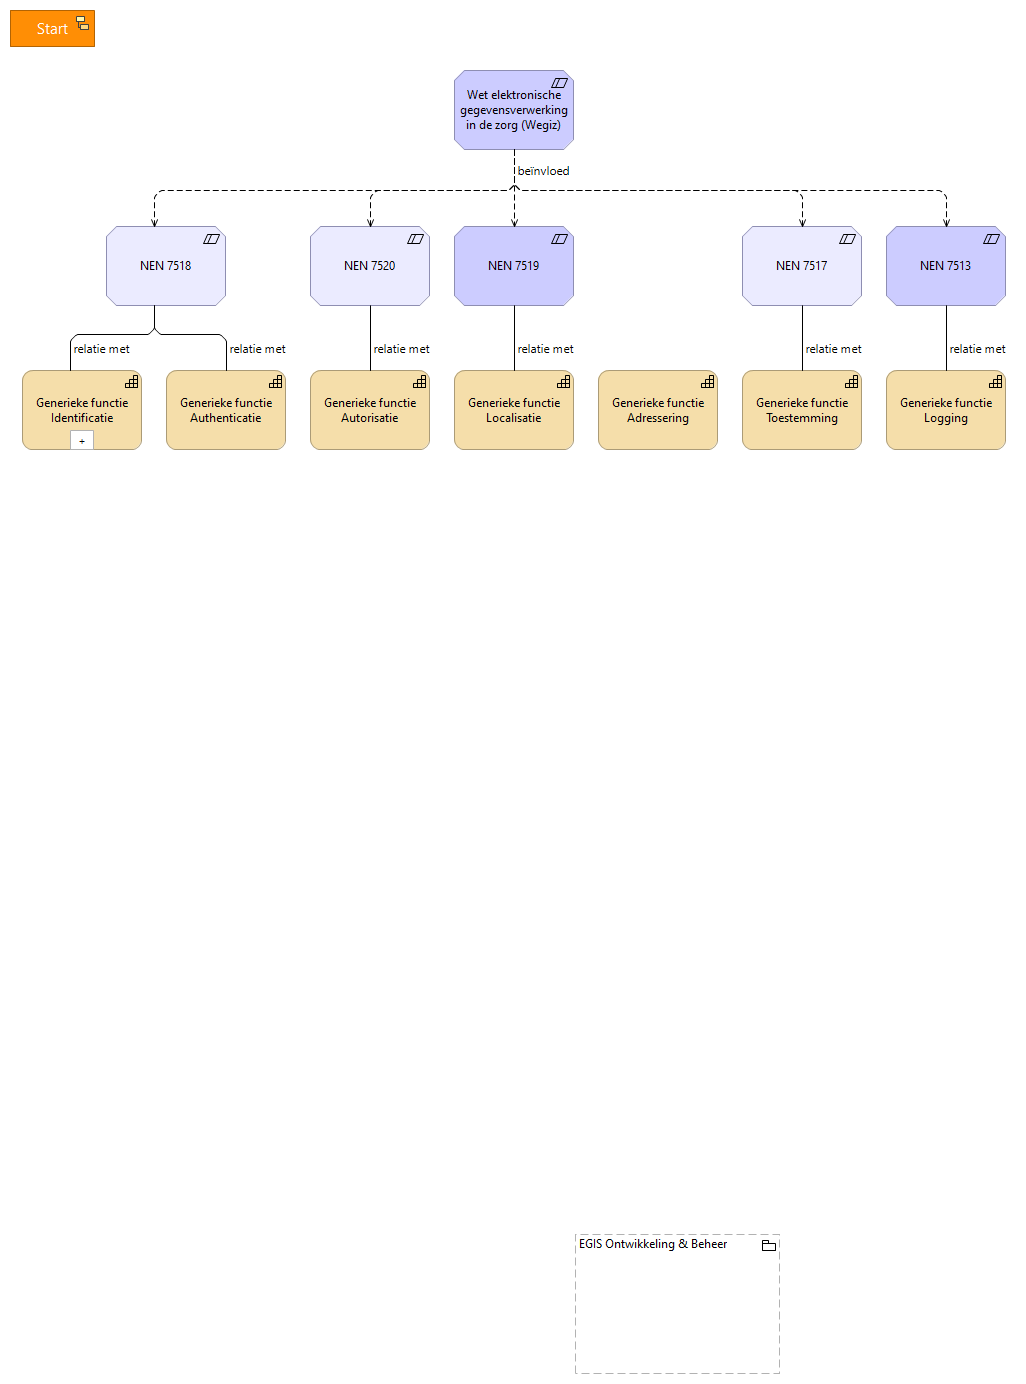 Start
Wet elektronische
gegevensverwerking
in de zorg (Wegiz)
beïnvloed
NEN 7518
NEN 7520
NEN 7519
NEN 7517
NEN 7513
relatie met
relatie met
relatie met
relatie met
relatie met
relatie met
Generieke functie
Identificatie
+
Generieke functie
Authenticatie
Generieke functie
Autorisatie
Generieke functie
Localisatie
Generieke functie
Adressering
Generieke functie
Toestemming
Generieke functie
Logging
EGIS Ontwikkeling & Beheer